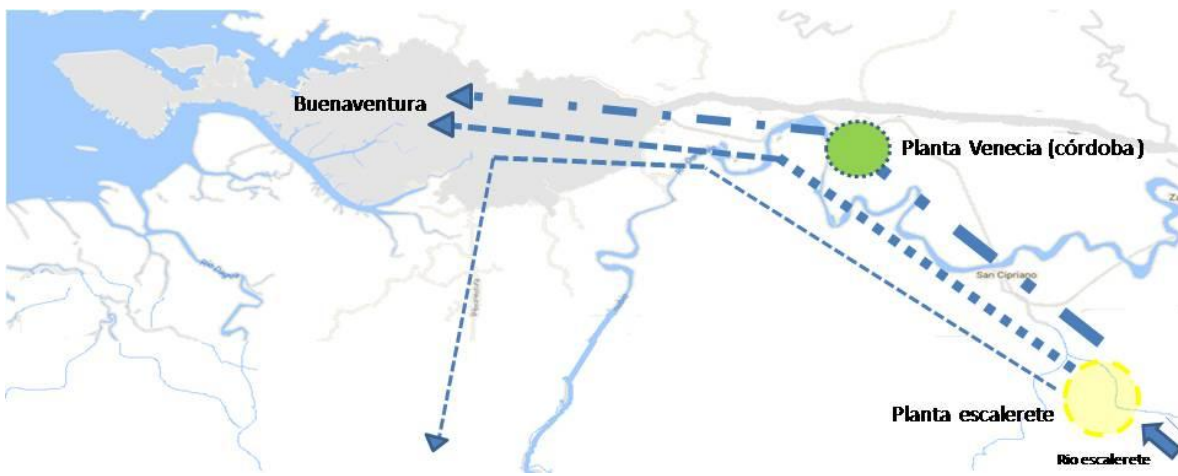 Buenaventura
Planta Venecia (córdoba)
San Cipriano
Planta escalerete
Rio escalerete